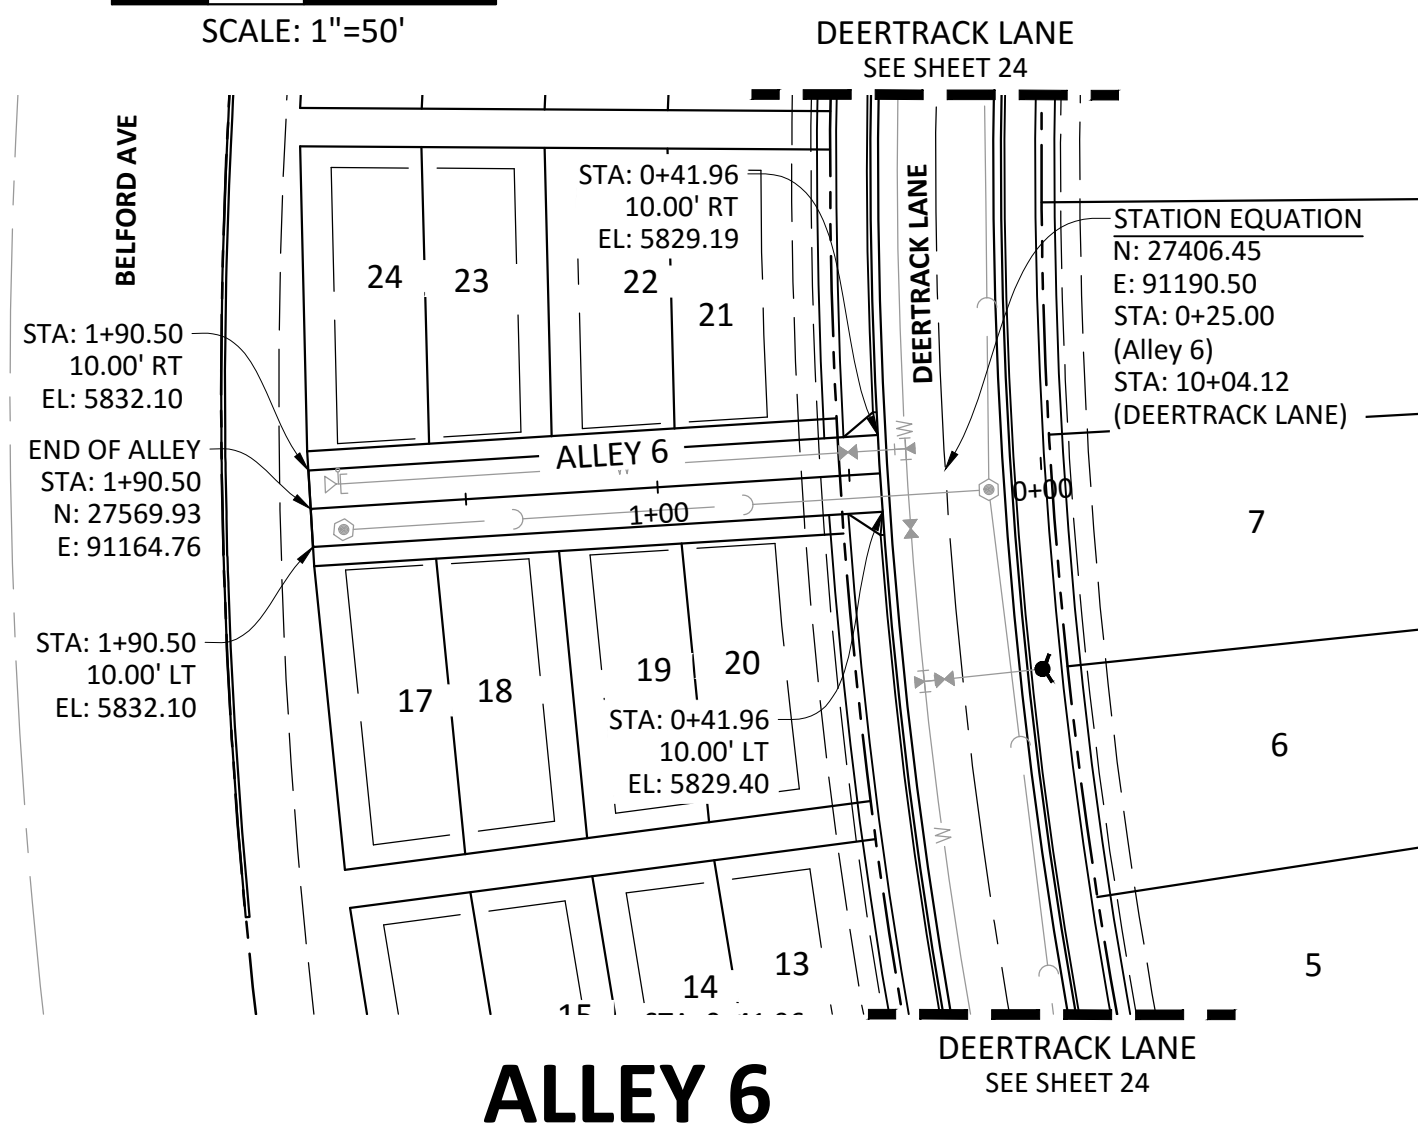 SCALE: 1"=50'
DEERTRACK LANE
SEE SHEET 24
BELFORD AVE
STA: 0+41.96
10.00' RT
EL: 5829.19
DEERTRACK LANE
STATION EQUATION
N: 27406.45
E: 91190.50
STA: 0+25.00
(Alley 6)
STA: 10+04.12
(DEERTRACK LANE)
24
23
22
21
STA: 1+90.50
10.00' RT
EL: 5832.10
END OF ALLEY
STA: 1+90.50
N: 27569.93
E: 91164.76
ALLEY 6
W
W
1+00
0+00
7
STA: 1+90.50
10.00' LT
EL: 5832.10
17
18
19
20
STA: 0+41.96
10.00' LT
EL: 5829.40
6
W
15
14
13
5
DEERTRACK LANE
SEE SHEET 24
ALLEY 6